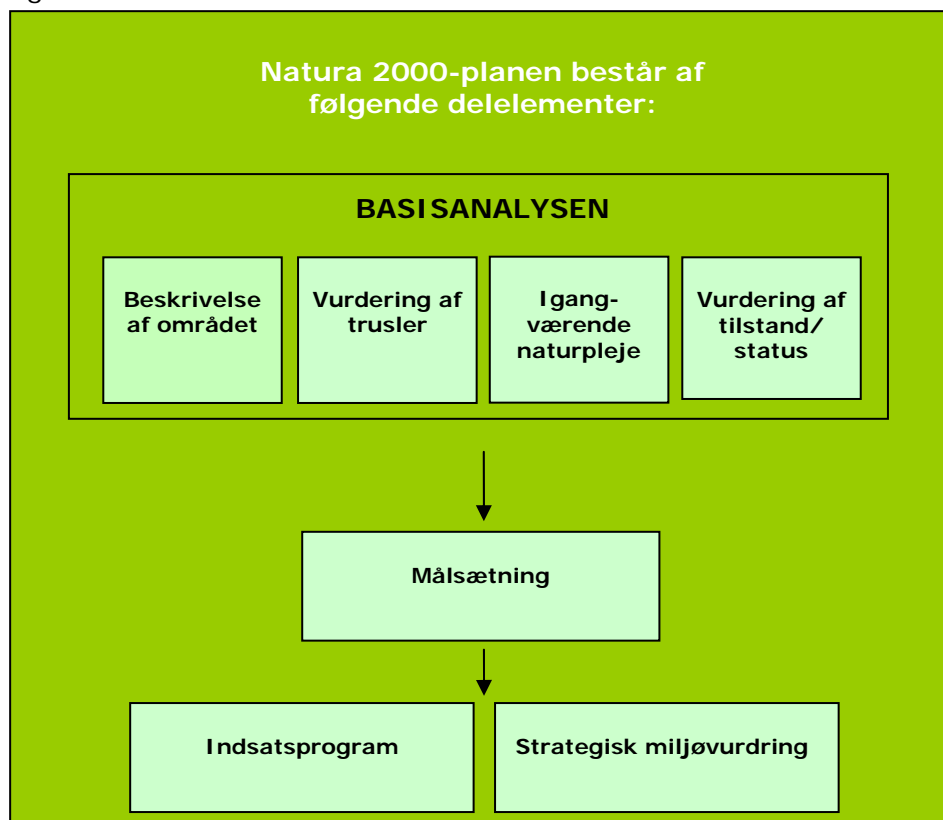 Natura 2000-planen består af
følgende delelementer:
BASISANALYSEN
Beskrivelse
af området
Vurdering af
trusler
Igang-
værende
naturpleje
Vurdering af
tilstand/
status
Målsætning
Indsatsprogram
Strategisk miljøvurdring